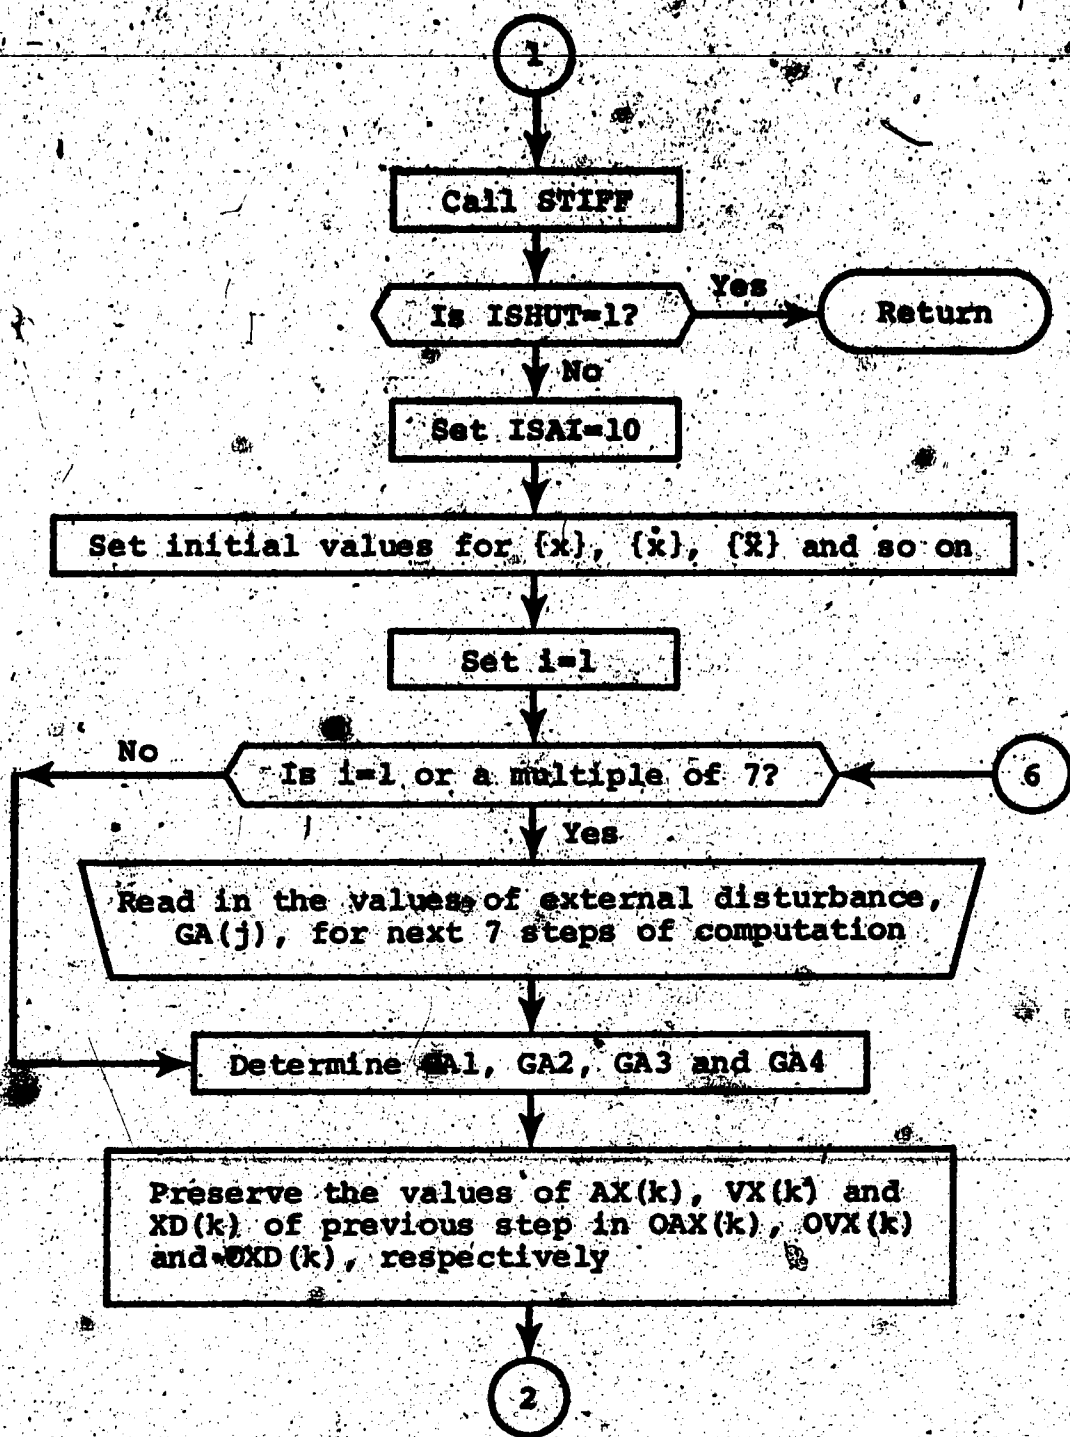 1
Call STIFF
Is ISHUT=1?
Yes
Return
No
Set ISAI=10
Set initial values for {x}, {ẋ}, {ẍ} and so on
Set i=1
No
Is i=1 or a multiple of 7?
6
Yes
Read in the values of external disturbance,
GA(j), for next 7 steps of computation
Determine GA1, GA2, GA3 and GA4
Preserve the values of AX(k), VX(k) and
XD(k) of previous step in OAX(k), OVX(k)
and OXD(k), respectively
2